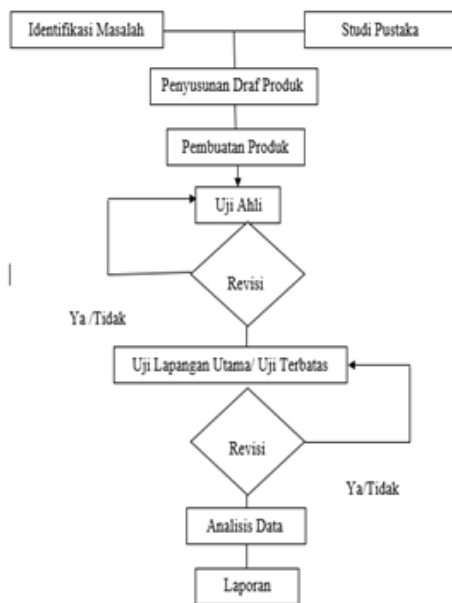 Identifikasi Masalah
Studi Pustaka
Penyusunan Draf Produk
Pembuatan Produk
Uji Ahli
Revisi
Ya /Tidak
Uji Lapangan Utama/ Uji Terbatas
Revisi
Ya/Tidak
Analisis Data
Laporan